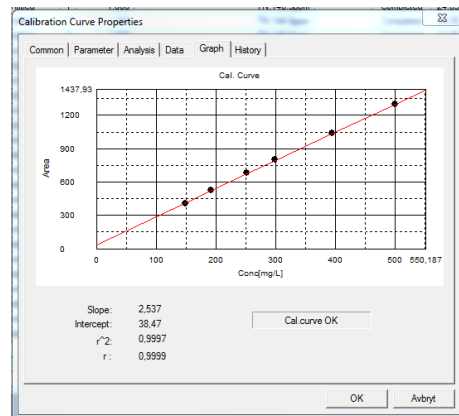 Calibration Curve Properties
Common Parameter Analysis Data Graph History
Cal. Curve
1437,93
1200
900
600
300
0
Area
0 100 200 300 400 500 550,187
Conc[mg/L]
Slope: 2,537
Intercept: 38,47
r^2: 0,9997
r : 0,9999
Cal.curve OK
OK Avbryt